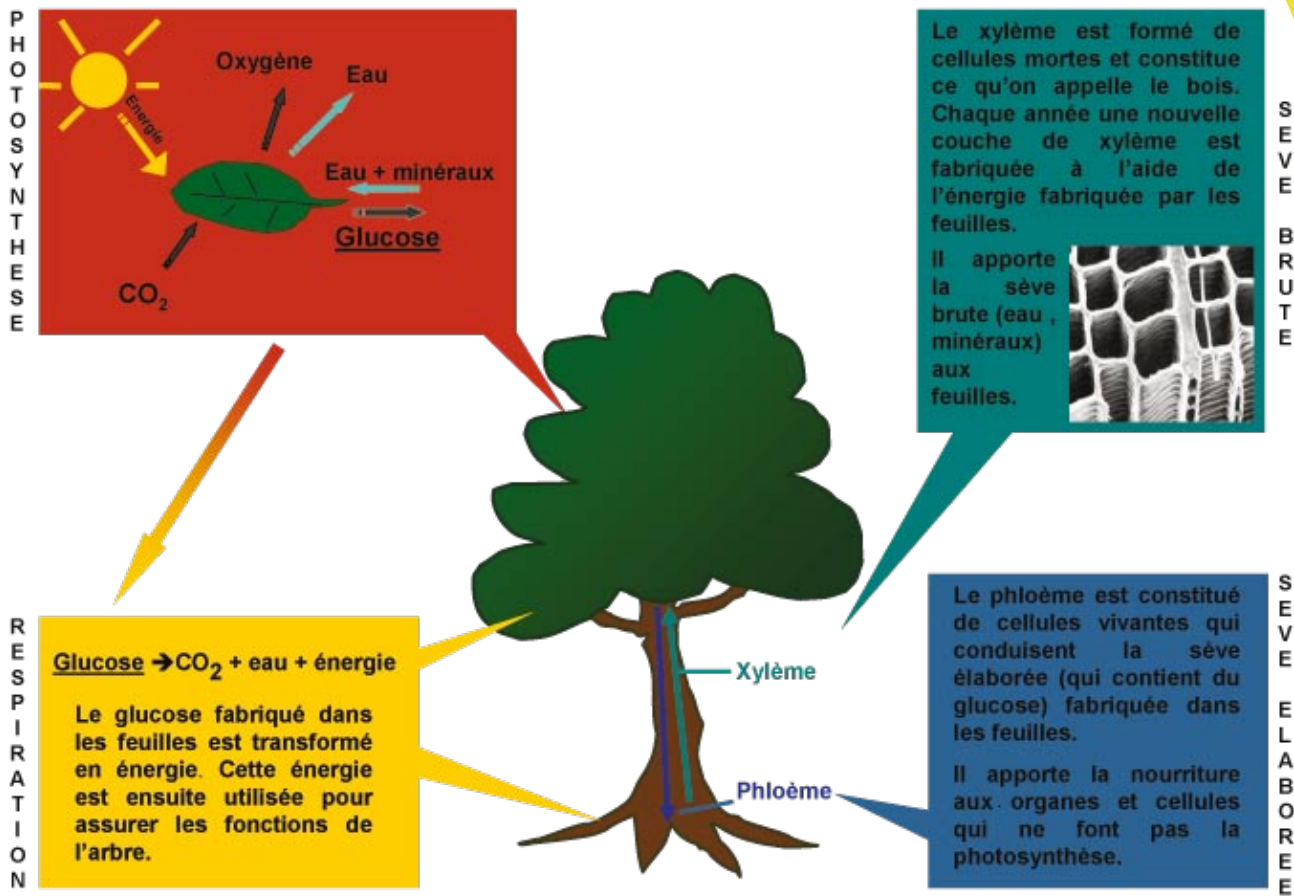 PHOTOSYNTHESE
Energie
Oxygène
Eau
Eau + minéraux
Glucose
CO2
Le xylème est formé de
cellules mortes et constitue
ce qu'on appelle le bois.
Chaque année une nouvelle
couche de xylème est
fabriquée à l'aide de
l'énergie fabriquée par les
feuilles.
Il apporte
la sève
brute (eau ,
minéraux)
aux
feuilles.
SEVE BRUTE
RESPIRATION
Glucose ➔CO2 + eau + énergie
Le glucose fabriqué dans
les feuilles est transformé
en énergie. Cette énergie
est ensuite utilisée pour
assurer les fonctions de
l'arbre.
Xylème
Phloème
Le phloème est constitué
de cellules vivantes qui
conduisent la sève
élaborée (qui contient du
glucose) fabriquée dans
les feuilles.
Il apporte la nourriture
aux organes et cellules
qui ne font pas la
photosynthèse.
SEVE ELABOREE